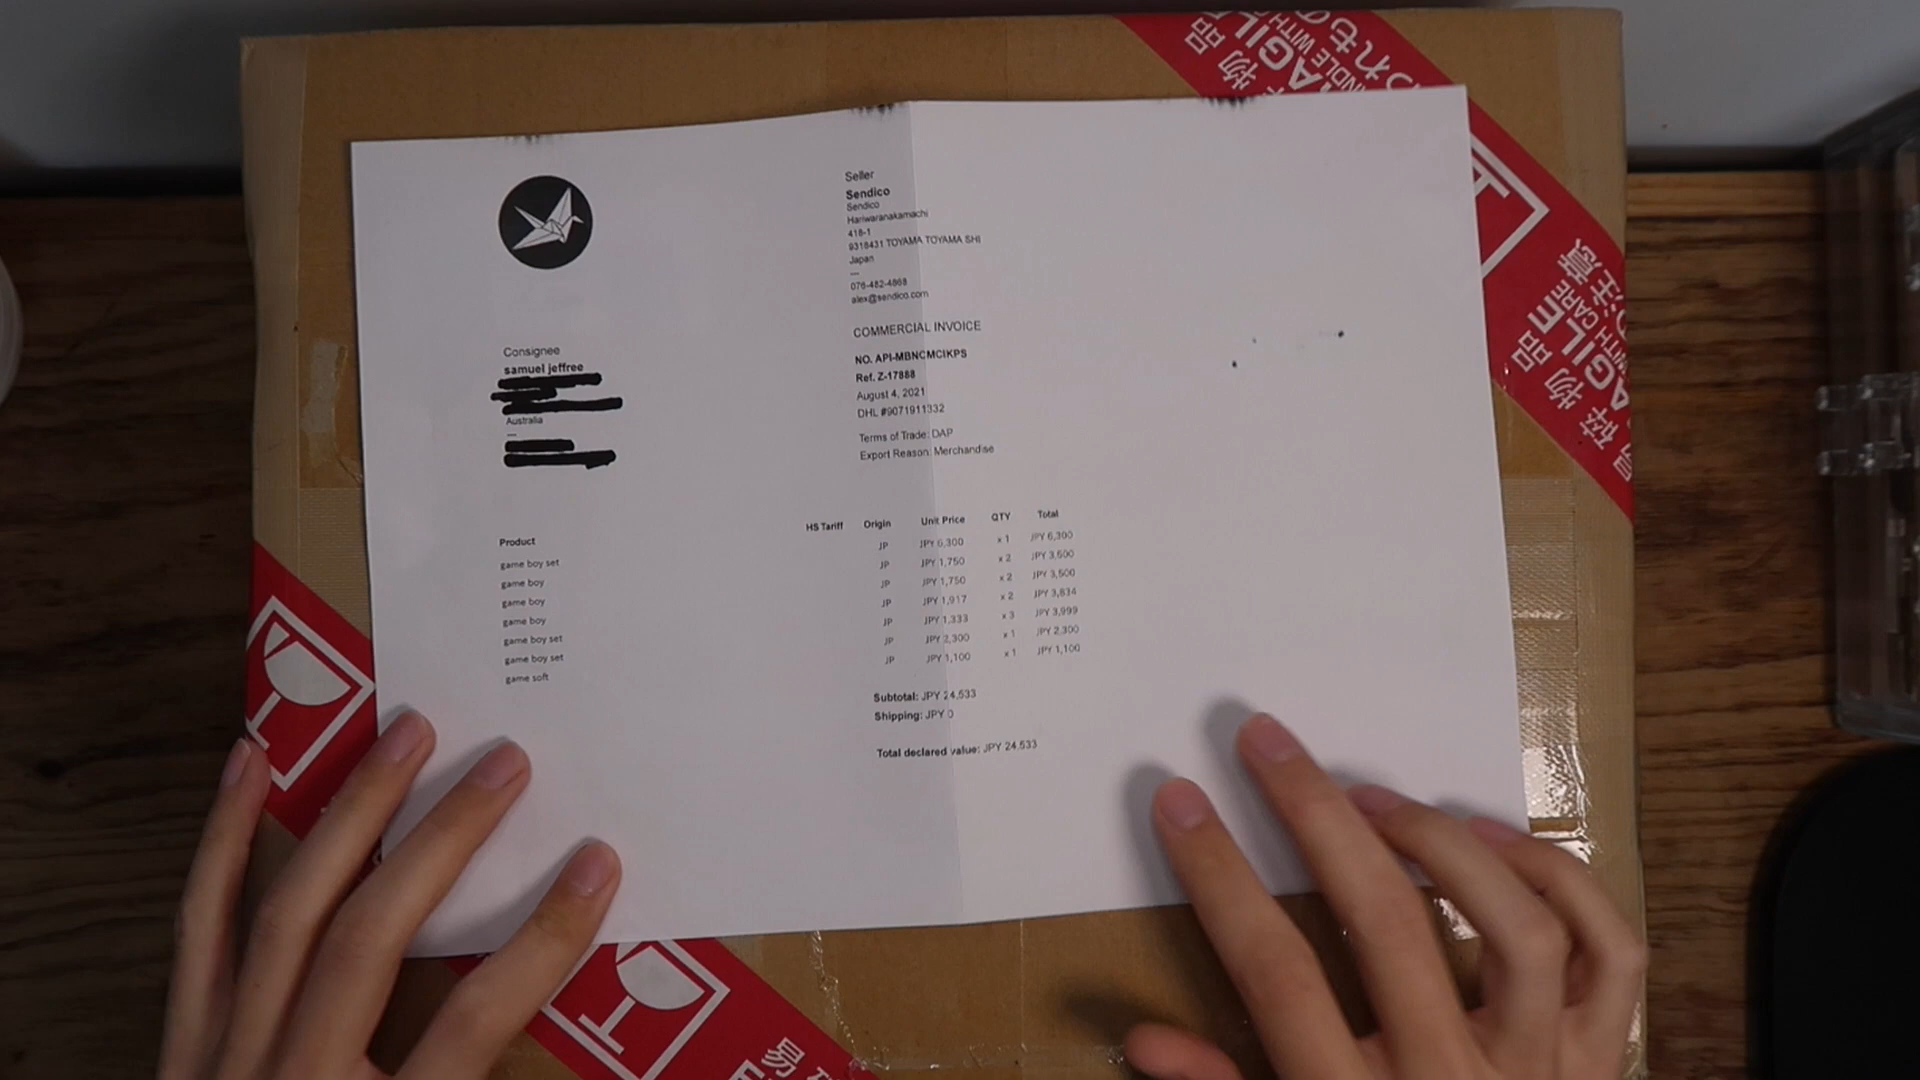 Seller
Sendico
Sendico
Hariwaranakamachi
418-1
9318431 TOYAMA TOYAMA SHI
Japan
—
076-482-4868
alex@sendico.com
COMMERCIAL INVOICE
NO. API-MBNCMCIKPS
Ref. Z-17888
August 4, 2021
DHL #9071911332
Terms of Trade: DAP
Export Reason: Merchandise
Consignee
samuel jeffree
Australia
—
Product HS Tariff Origin Unit Price QTY Total
game boy set JP JPY 6,300 x 1 JPY 6,300
game boy JP JPY 1,750 x 2 JPY 3,500
game boy JP JPY 1,750 x 2 JPY 3,500
game boy JP JPY 1,917 x 2 JPY 3,834
game boy set JP JPY 1,333 x 3 JPY 3,999
game boy set JP JPY 2,300 x 1 JPY 2,300
game soft JP JPY 1,100 x 1 JPY 1,100
Subtotal: JPY 24,533
Shipping: JPY 0
Total declared value: JPY 24,533
易碎物品
FRAGILE
WITH CARE
注意